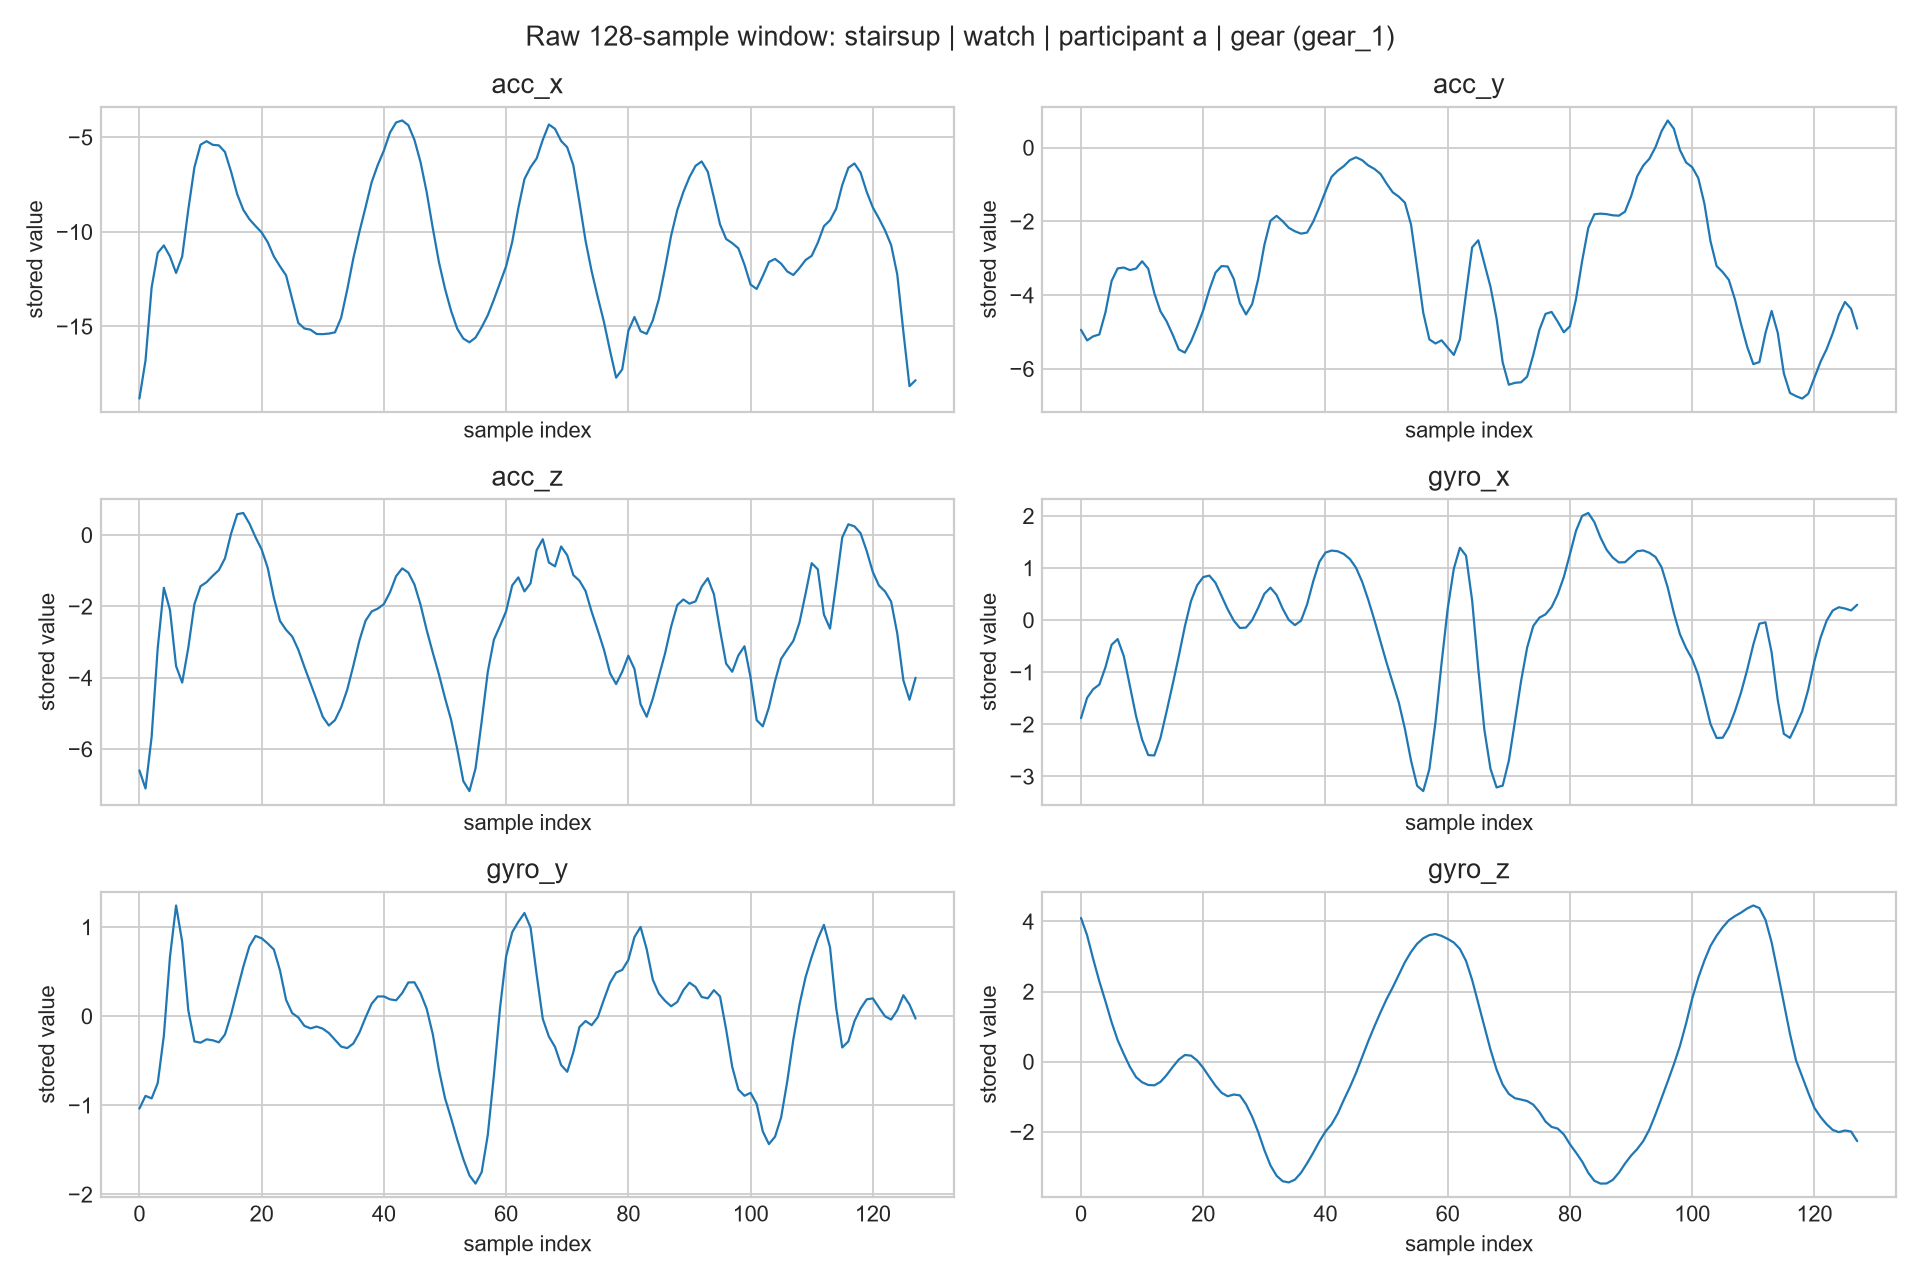 Raw 128-sample window: stairsup | watch | participant a | gear (gear_1)
acc_x
−5
−10
−15
stored value
sample index
acc_y
0
−2
−4
−6
stored value
sample index
acc_z
0
−2
−4
−6
stored value
sample index
gyro_x
2
1
0
−1
−2
−3
stored value
sample index
gyro_y
1
0
−1
−2
stored value
0 20 40 60 80 100 120
sample index
gyro_z
4
2
0
−2
stored value
0 20 40 60 80 100 120
sample index